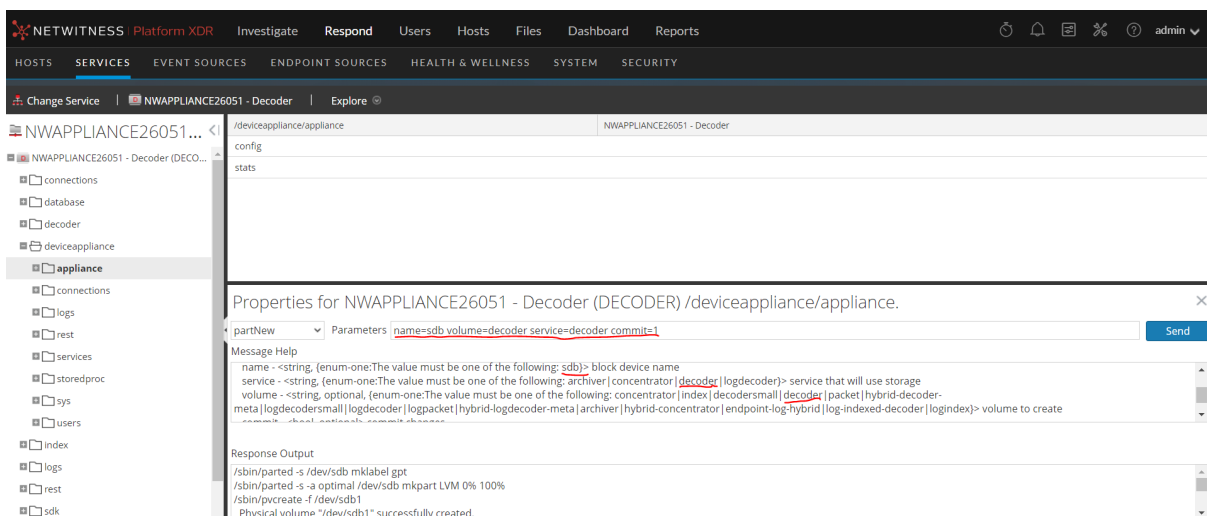 NETWITNESS | Platform XDR Investigate Respond Users Hosts Files Dashboard Reports admin
HOSTS SERVICES EVENT SOURCES ENDPOINT SOURCES HEALTH & WELLNESS SYSTEM SECURITY
Change Service | NWAPPLIANCE26051 - Decoder | Explore
NWAPPLIANCE26051...
NWAPPLIANCE26051 - Decoder (DECO...
connections
database
decoder
deviceappliance
appliance
connections
logs
rest
services
storedproc
sys
users
index
logs
rest
sdk
/deviceappliance/appliance NWAPPLIANCE26051 - Decoder
config
stats
Properties for NWAPPLIANCE26051 - Decoder (DECODER) /deviceappliance/appliance.
partNew Parameters name=sdb volume=decoder service=decoder commit=1 Send
Message Help
name - <string, {enum-one:The value must be one of the following: sdb}> block device name
service - <string, {enum-one:The value must be one of the following: archiver|concentrator|decoder|logdecoder}> service that will use storage
volume - <string, optional, {enum-one:The value must be one of the following: concentrator|index|decodersmall|decoder|packet|hybrid-decoder-
meta|logdecodersmall|logdecoder|logpacket|hybrid-logdecoder-meta|archiver|hybrid-concentrator|endpoint-log-hybrid|log-indexed-decoder|logindex}> volume to create
commit - <bool, optional> commit changes
Response Output
/sbin/parted -s /dev/sdb mklabel gpt
/sbin/parted -s -a optimal /dev/sdb mkpart LVM 0% 100%
/sbin/pvcreate -f /dev/sdb1
Physical volume "/dev/sdb1" successfully created.